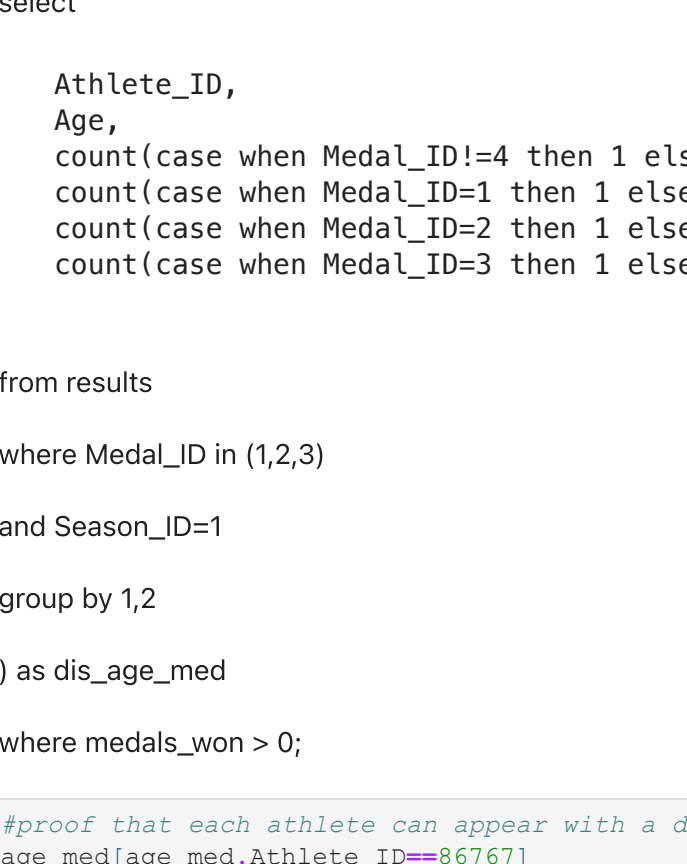 select
Athlete_ID,
Age,
count(case when Medal_ID!=4 then 1 els
count(case when Medal_ID=1 then 1 else
count(case when Medal_ID=2 then 1 else
count(case when Medal_ID=3 then 1 else
from results
where Medal_ID in (1,2,3)
and Season_ID=1
group by 1,2
) as dis_age_med
where medals_won > 0;
#proof that each athlete can appear with a d
age_med[age_med.Athlete_ID==86767]